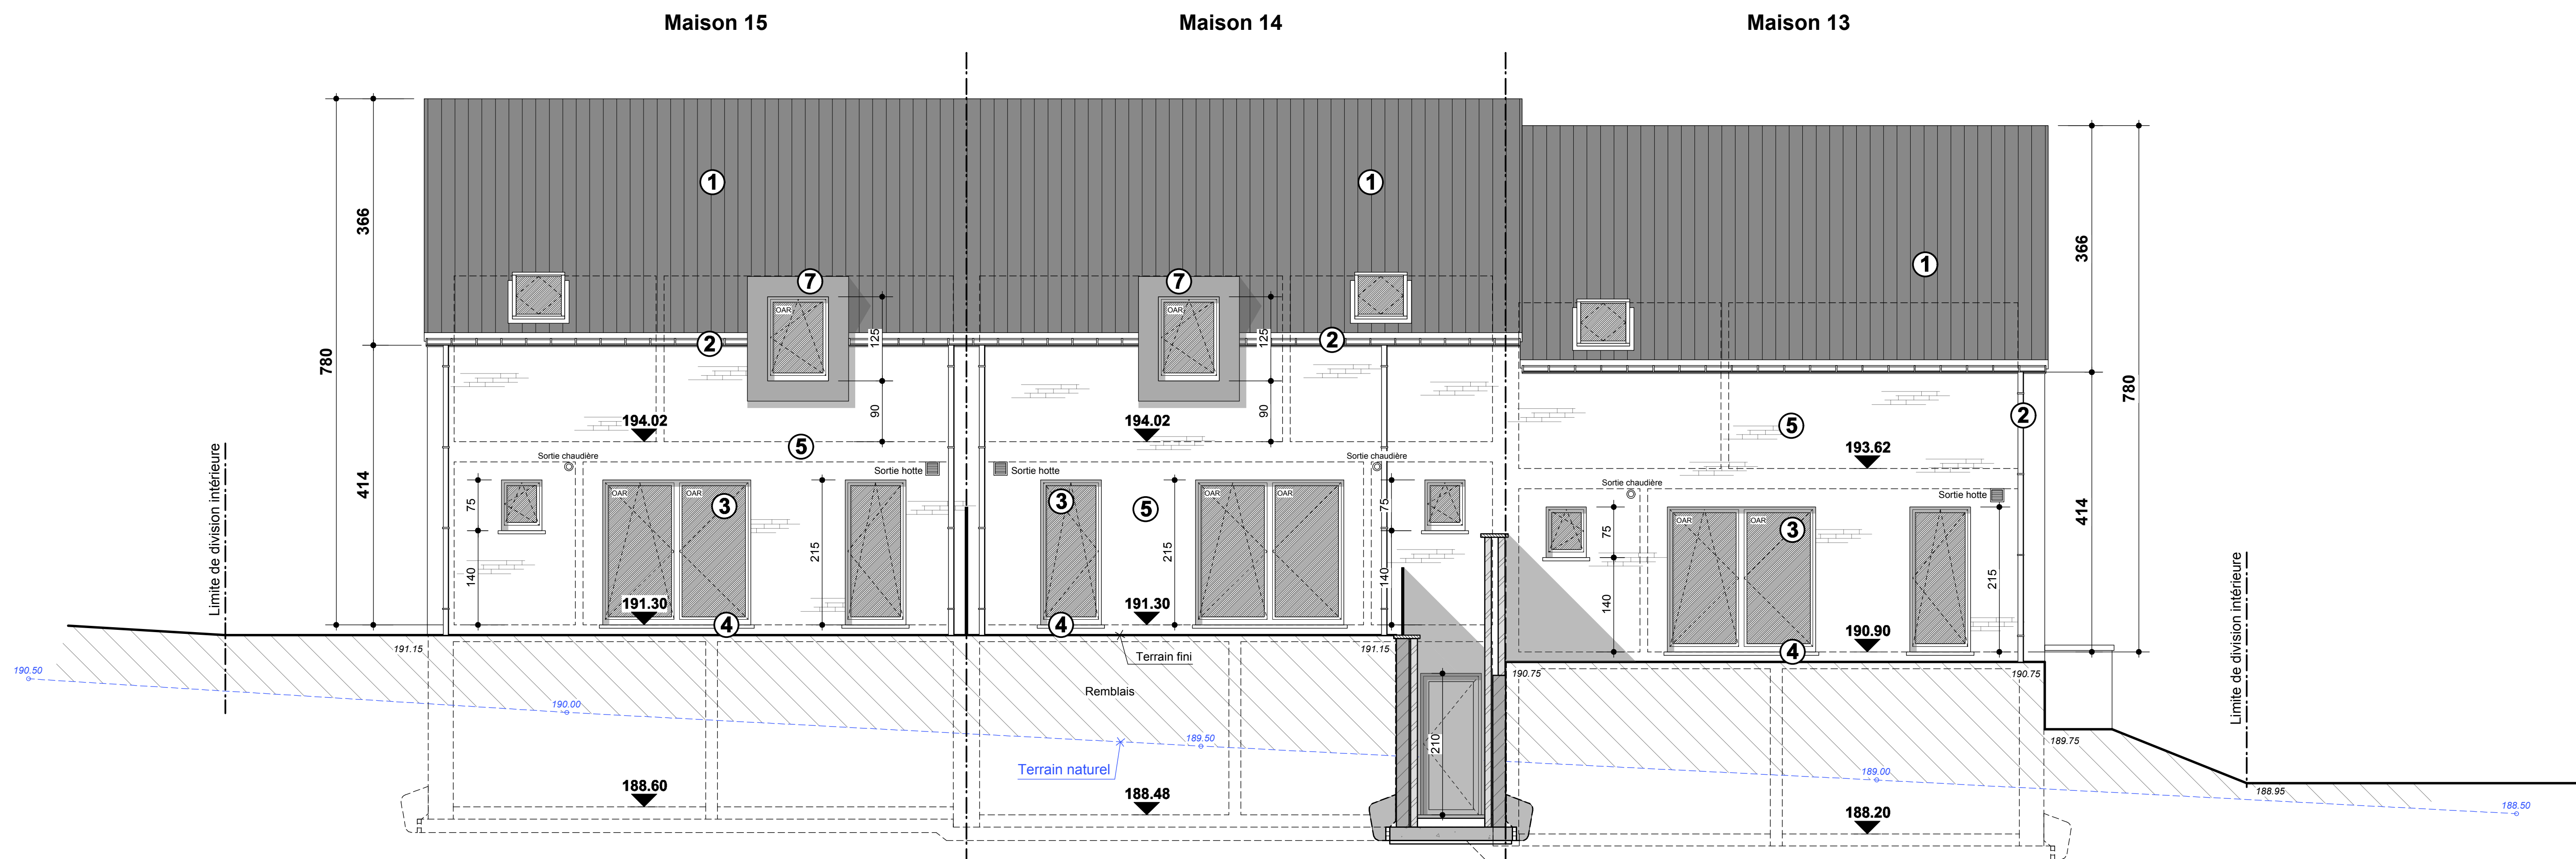 Maison 15
Maison 14
Maison 13
1
1
1
366
366
7
7
OAR
OAR
125
125
2
2
780
780
90
90
2
194.02
194.02
5
5
193.62
Sortie chaudière
Sortie chaudière
Sortie hotte
Sortie hotte
Sortie chaudière
Sortie hotte
Limite de division intérieure
414
414
75
OAR
OAR
3
215
3
5
215
OAR
OAR
75
75
OAR
OAR
3
215
140
140
140
191.30
191.30
190.90
4
4
4
Limite de division intérieure
191.15
191.15
Terrain fini
190.50
190.75
190.75
Remblais
190.00
189.50
210
189.75
Terrain naturel
189.00
188.60
188.48
188.20
188.95
188.50